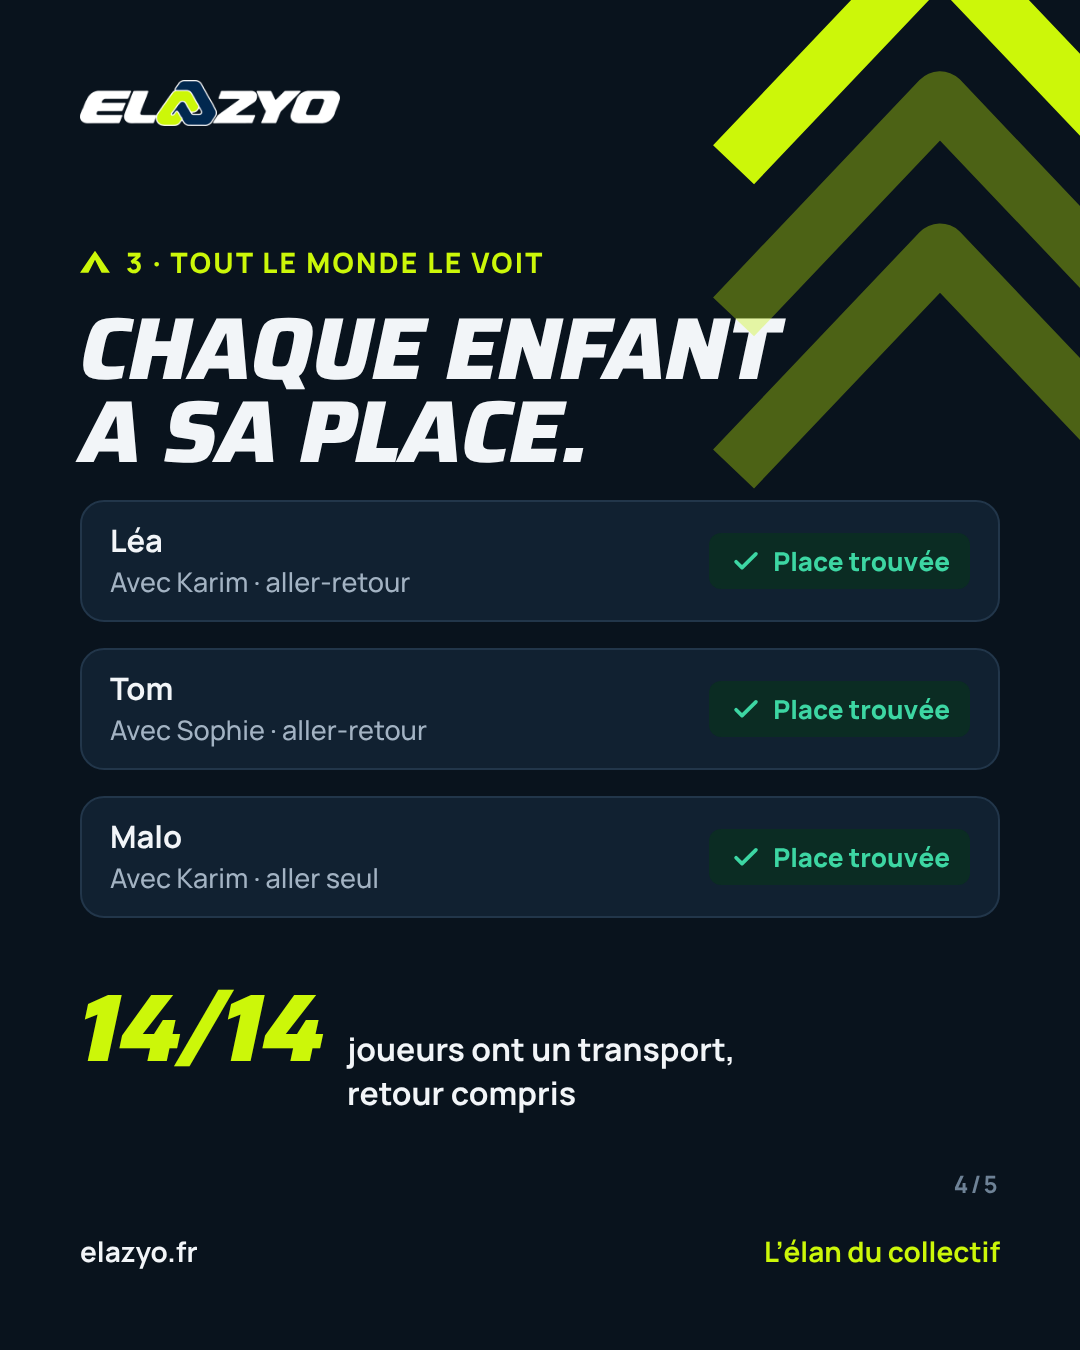 ELAZYO
3 · TOUT LE MONDE LE VOIT
CHAQUE ENFANT
A SA PLACE.
Léa
Avec Karim · aller-retour
Place trouvée
Tom
Avec Sophie · aller-retour
Place trouvée
Malo
Avec Karim · aller seul
Place trouvée
14/14
joueurs ont un transport,
retour compris
4/5
elazyo.fr
L’élan du collectif